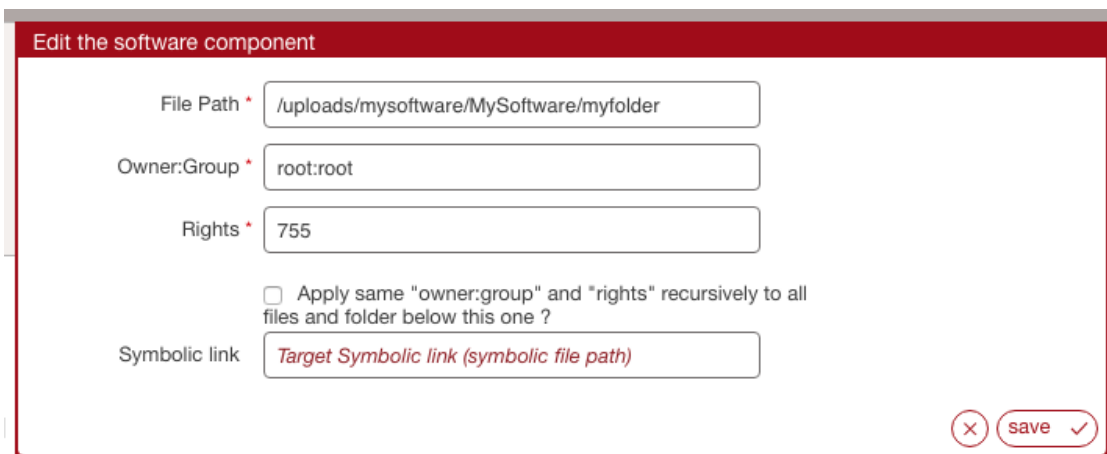 Edit the software component
File Path *
/uploads/mysoftware/MySoftware/myfolder
Owner:Group *
root:root
Rights *
755
Apply same "owner:group" and "rights" recursively to all
files and folder below this one ?
Symbolic link
Target Symbolic link (symbolic file path)
save